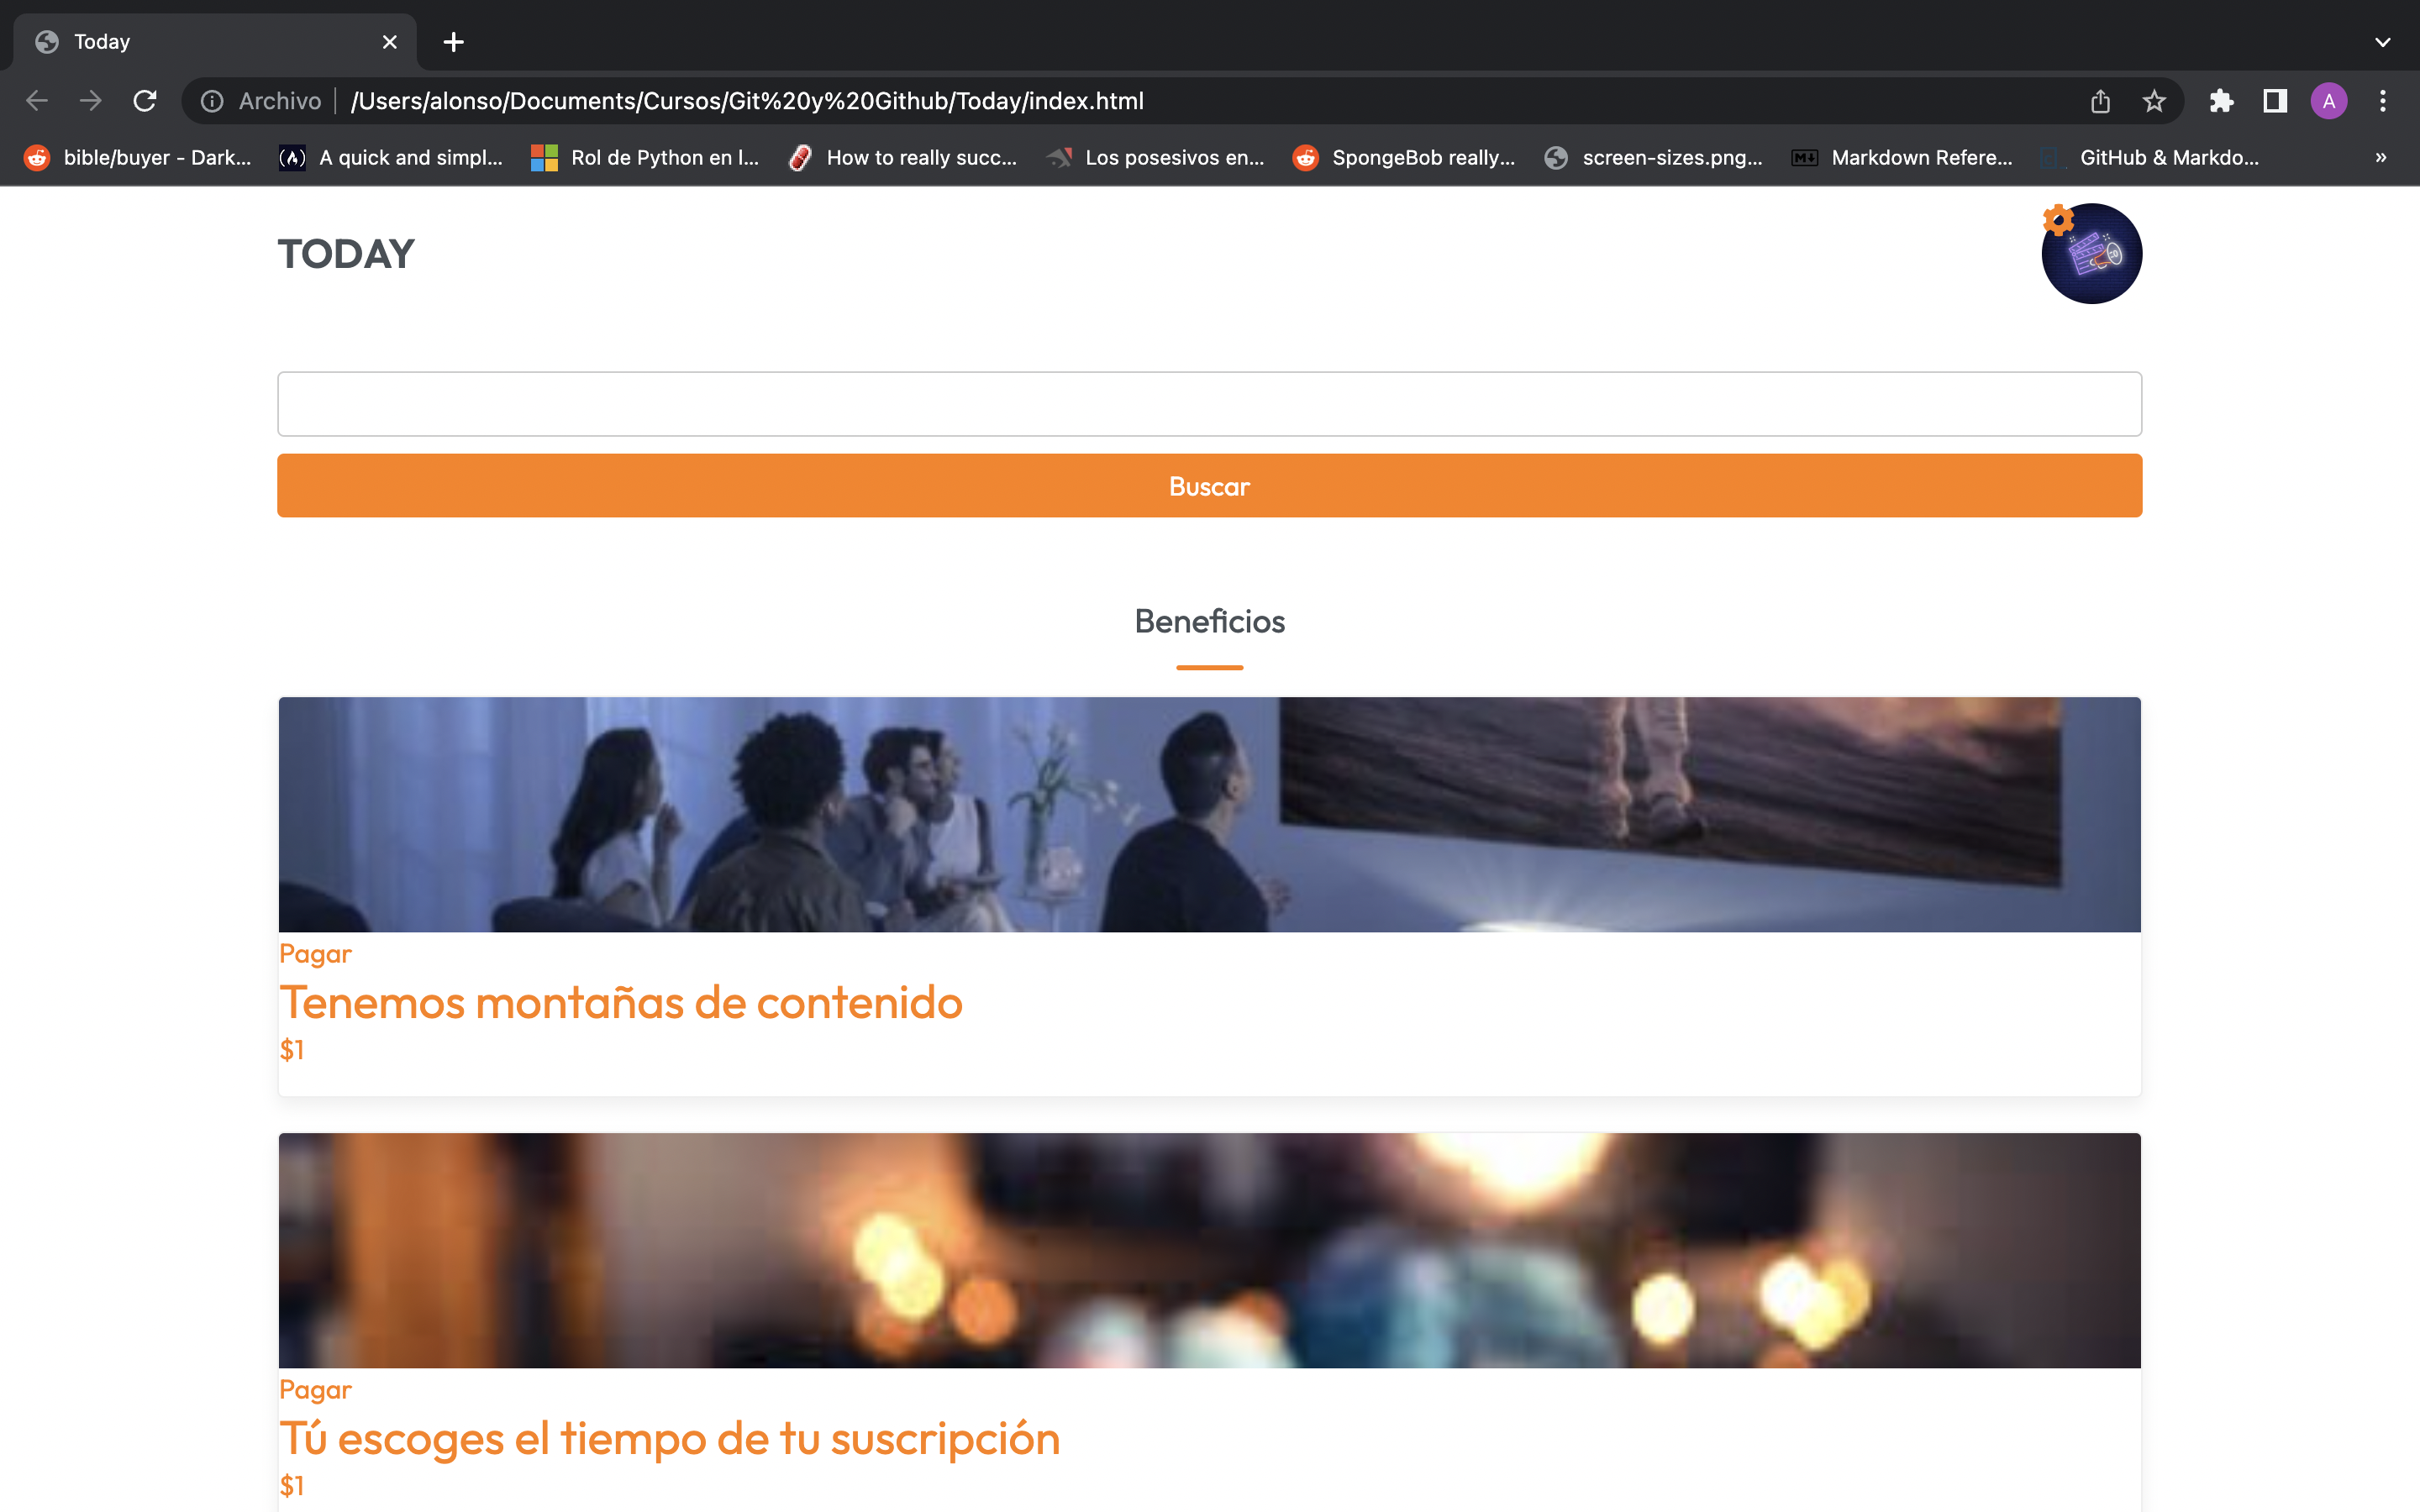 Today
Archivo /Users/alonso/Documents/Cursos/Git%20y%20Github/Today/index.html
A
bible/buyer - Dark... A quick and simpl... Rol de Python en l... How to really succ... Los posesivos en... SpongeBob really... screen-sizes.png... Markdown Refere... GitHub & Markdo... »
TODAY
Buscar
Beneficios
Pagar
Tenemos montañas de contenido
$1
Pagar
Tú escoges el tiempo de tu suscripción
$1